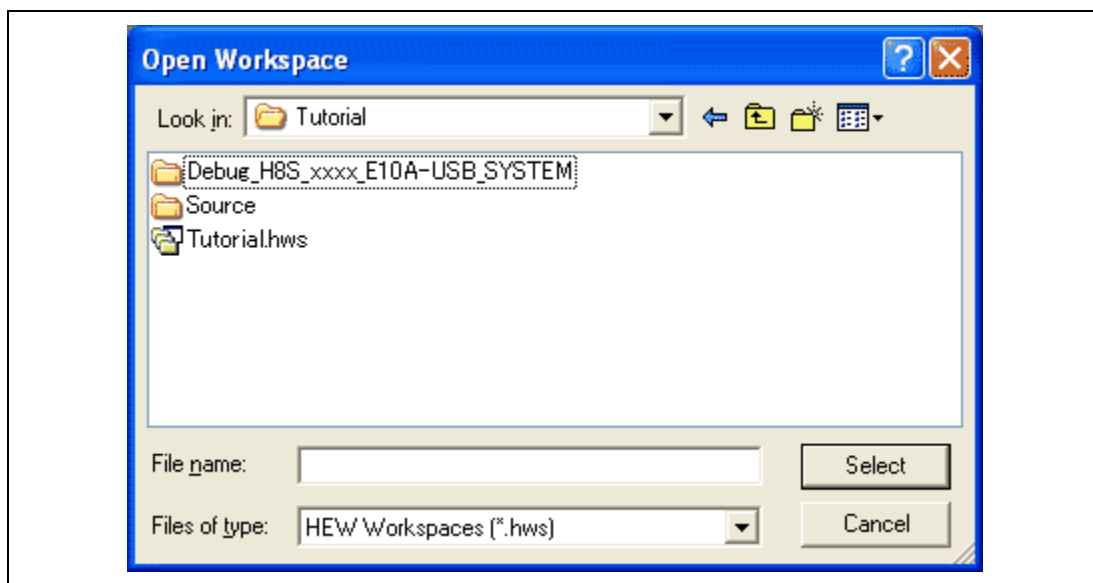 Open Workspace
Look in: Tutorial
Debug_H8S_xxxx_E10A-USB_SYSTEM
Source
Tutorial.hws
File name: Select
Files of type: HEW Workspaces (*.hws) Cancel